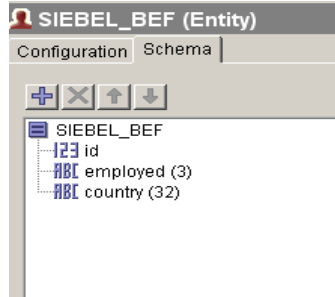 SIEBEL_BEF (Entity)
Configuration Schema
SIEBEL_BEF
123 id
ABC employed (3)
ABC country (32)